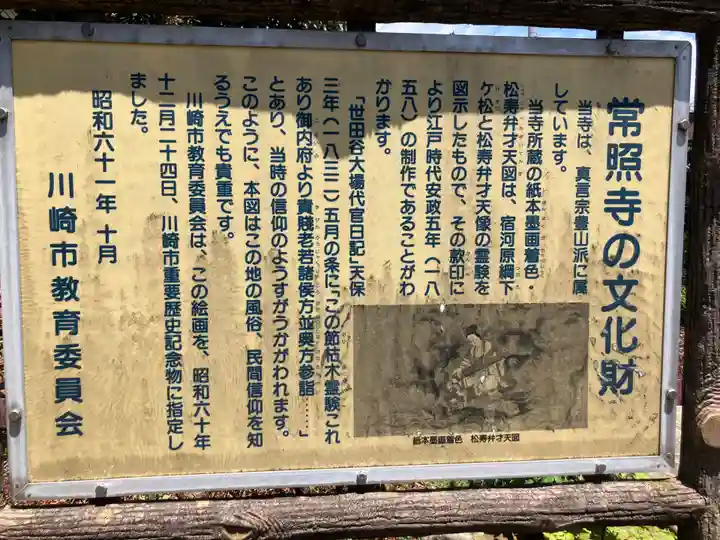 常照寺の文化財
当寺は、真言宗豊山派に属
しています。
当寺所蔵の紙本墨画着色・
松寿弁才天図は、宿河原綱下
ケ松と松寿弁才天像の霊験を
図示したもので、その款印に
より江戸時代安政五年(一八
五八)の制作であることがわ
かります。
「世田谷大場代官日記」天保
三年(一八三二)五月の条に「この節枯木霊験これ
あり御内府より貴賤老若諸侯方並奥方参詣……」
とあり、当時の信仰のようすがうかがわれます。
このように、本図はこの地の風俗、民間信仰を知
るうえでも貴重です。
川崎市教育委員会は、この絵画を、昭和六十年
十二月二十四日、川崎市重要歴史記念物に指定し
ました。
昭和六十一年十月
川崎市教育委員会
紙本墨画着色 松寿弁才天図